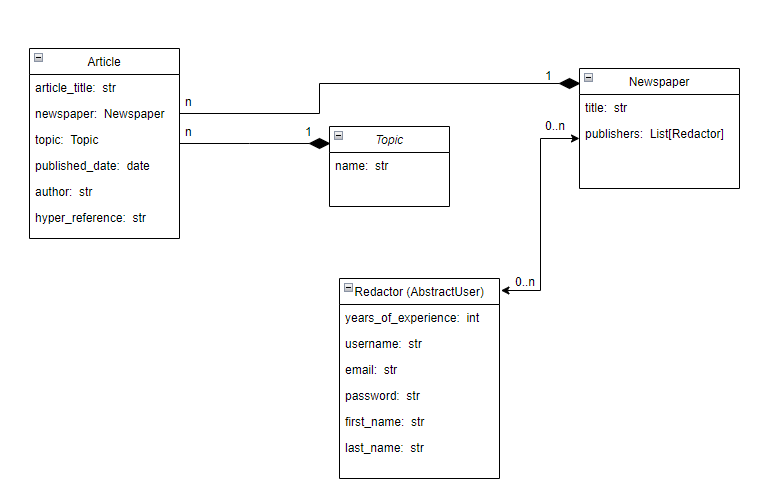 Article
article_title: str
newspaper: Newspaper
topic: Topic
published_date: date
author: str
hyper_reference: str
n
n
1
1
Topic
name: str
Newspaper
title: str
publishers: List[Redactor]
0..n
0..n
Redactor (AbstractUser)
years_of_experience: int
username: str
email: str
password: str
first_name: str
last_name: str